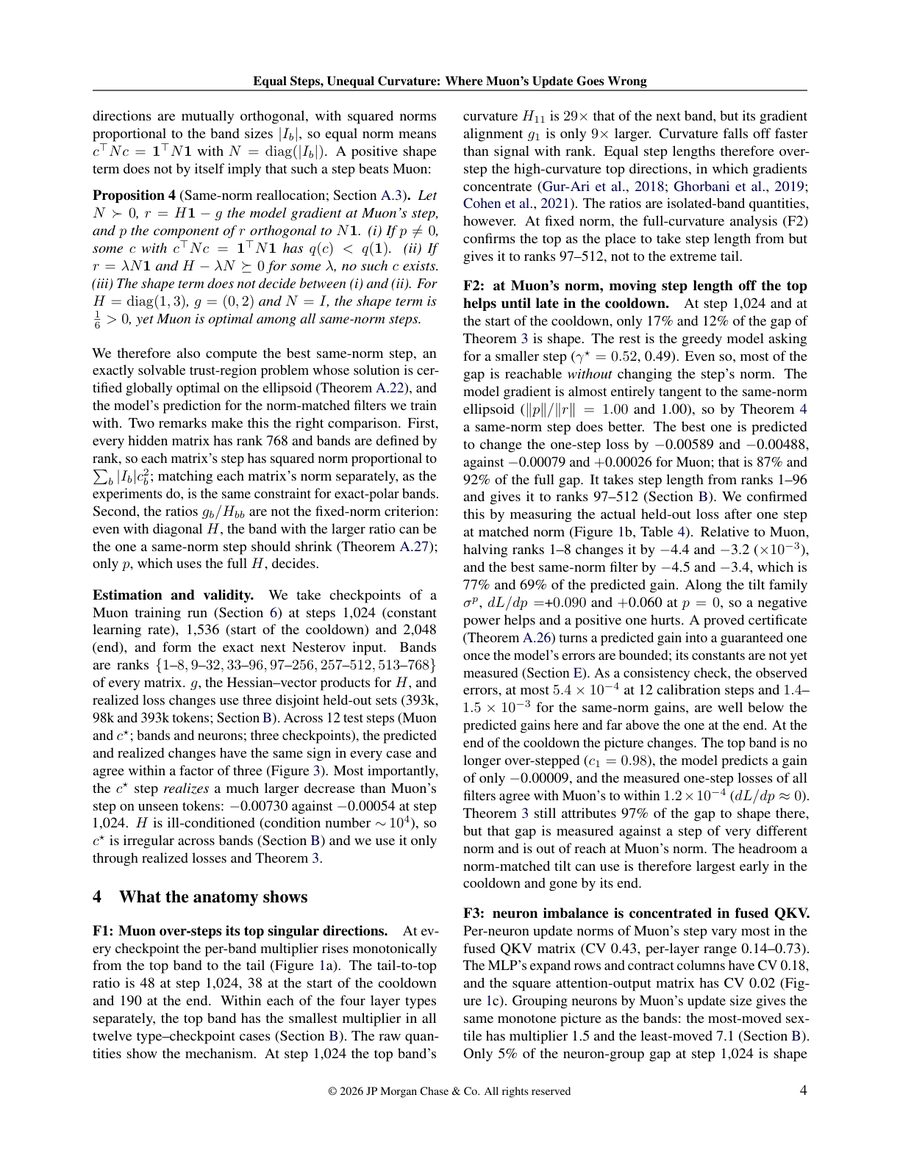 Equal Steps, Unequal Curvature: Where Muon's Update Goes Wrong
directions are mutually orthogonal, with squared norms
proportional to the band sizes |I_b|, so equal norm means
c⊤Nc = 1⊤N1 with N = diag(|I_b|). A positive shape
term does not by itself imply that such a step beats Muon:
Proposition 4 (Same-norm reallocation; Section A.3). Let
N ≻ 0, r = H1 − g the model gradient at Muon's step,
and p the component of r orthogonal to N1. (i) If p ≠ 0,
some c with c⊤Nc = 1⊤N1 has q(c) < q(1). (ii) If
r = λN1 and H − λN ⪰ 0 for some λ, no such c exists.
(iii) The shape term does not decide between (i) and (ii). For
H = diag(1, 3), g = (0, 2) and N = I, the shape term is
1/6 > 0, yet Muon is optimal among all same-norm steps.
We therefore also compute the best same-norm step, an
exactly solvable trust-region problem whose solution is cer-
tified globally optimal on the ellipsoid (Theorem A.22), and
the model's prediction for the norm-matched filters we train
with. Two remarks make this the right comparison. First,
every hidden matrix has rank 768 and bands are defined by
rank, so each matrix's step has squared norm proportional to
∑_b |I_b|c_b^2; matching each matrix's norm separately, as the
experiments do, is the same constraint for exact-polar bands.
Second, the ratios g_b/H_bb are not the fixed-norm criterion:
even with diagonal H, the band with the larger ratio can be
the one a same-norm step should shrink (Theorem A.27);
only p, which uses the full H, decides.
Estimation and validity. We take checkpoints of a
Muon training run (Section 6) at steps 1,024 (constant
learning rate), 1,536 (start of the cooldown) and 2,048
(end), and form the exact next Nesterov input. Bands
are ranks {1–8, 9–32, 33–96, 97–256, 257–512, 513–768}
of every matrix. g, the Hessian–vector products for H, and
realized loss changes use three disjoint held-out sets (393k,
98k and 393k tokens; Section B). Across 12 test steps (Muon
and c⋆; bands and neurons; three checkpoints), the predicted
and realized changes have the same sign in every case and
agree within a factor of three (Figure 3). Most importantly,
the c⋆ step realizes a much larger decrease than Muon's
step on unseen tokens: −0.00730 against −0.00054 at step
1,024. H is ill-conditioned (condition number ∼ 10^4), so
c⋆ is irregular across bands (Section B) and we use it only
through realized losses and Theorem 3.
4 What the anatomy shows
F1: Muon over-steps its top singular directions. At ev-
ery checkpoint the per-band multiplier rises monotonically
from the top band to the tail (Figure 1a). The tail-to-top
ratio is 48 at step 1,024, 38 at the start of the cooldown
and 190 at the end. Within each of the four layer types
separately, the top band has the smallest multiplier in all
twelve type–checkpoint cases (Section B). The raw quan-
tities show the mechanism. At step 1,024 the top band's
curvature H_11 is 29× that of the next band, but its gradient
alignment g_1 is only 9× larger. Curvature falls off faster
than signal with rank. Equal step lengths therefore over-
step the high-curvature top directions, in which gradients
concentrate (Gur-Ari et al., 2018; Ghorbani et al., 2019;
Cohen et al., 2021). The ratios are isolated-band quantities,
however. At fixed norm, the full-curvature analysis (F2)
confirms the top as the place to take step length from but
gives it to ranks 97–512, not to the extreme tail.
F2: at Muon's norm, moving step length off the top
helps until late in the cooldown. At step 1,024 and at
the start of the cooldown, only 17% and 12% of the gap of
Theorem 3 is shape. The rest is the greedy model asking
for a smaller step (γ⋆ = 0.52, 0.49). Even so, most of the
gap is reachable without changing the step's norm. The
model gradient is almost entirely tangent to the same-norm
ellipsoid (∥p∥/∥r∥ = 1.00 and 1.00), so by Theorem 4
a same-norm step does better. The best one is predicted
to change the one-step loss by −0.00589 and −0.00488,
against −0.00079 and +0.00026 for Muon; that is 87% and
92% of the full gap. It takes step length from ranks 1–96
and gives it to ranks 97–512 (Section B). We confirmed
this by measuring the actual held-out loss after one step
at matched norm (Figure 1b, Table 4). Relative to Muon,
halving ranks 1–8 changes it by −4.4 and −3.2 (×10^−3),
and the best same-norm filter by −4.5 and −3.4, which is
77% and 69% of the predicted gain. Along the tilt family
σ^p, dL/dp =+0.090 and +0.060 at p = 0, so a negative
power helps and a positive one hurts. A proved certificate
(Theorem A.26) turns a predicted gain into a guaranteed one
once the model's errors are bounded; its constants are not yet
measured (Section E). As a consistency check, the observed
errors, at most 5.4 × 10^−4 at 12 calibration steps and 1.4–
1.5 × 10^−3 for the same-norm gains, are well below the
predicted gains here and far above the one at the end. At the
end of the cooldown the picture changes. The top band is no
longer over-stepped (c_1 = 0.98), the model predicts a gain
of only −0.00009, and the measured one-step losses of all
filters agree with Muon's to within 1.2×10^−4 (dL/dp ≈ 0).
Theorem 3 still attributes 97% of the gap to shape there,
but that gap is measured against a step of very different
norm and is out of reach at Muon's norm. The headroom a
norm-matched tilt can use is therefore largest early in the
cooldown and gone by its end.
F3: neuron imbalance is concentrated in fused QKV.
Per-neuron update norms of Muon's step vary most in the
fused QKV matrix (CV 0.43, per-layer range 0.14–0.73).
The MLP's expand rows and contract columns have CV 0.18,
and the square attention-output matrix has CV 0.02 (Fig-
ure 1c). Grouping neurons by Muon's update size gives the
same monotone picture as the bands: the most-moved sex-
tile has multiplier 1.5 and the least-moved 7.1 (Section B).
Only 5% of the neuron-group gap at step 1,024 is shape
© 2026 JP Morgan Chase & Co. All rights reserved
4